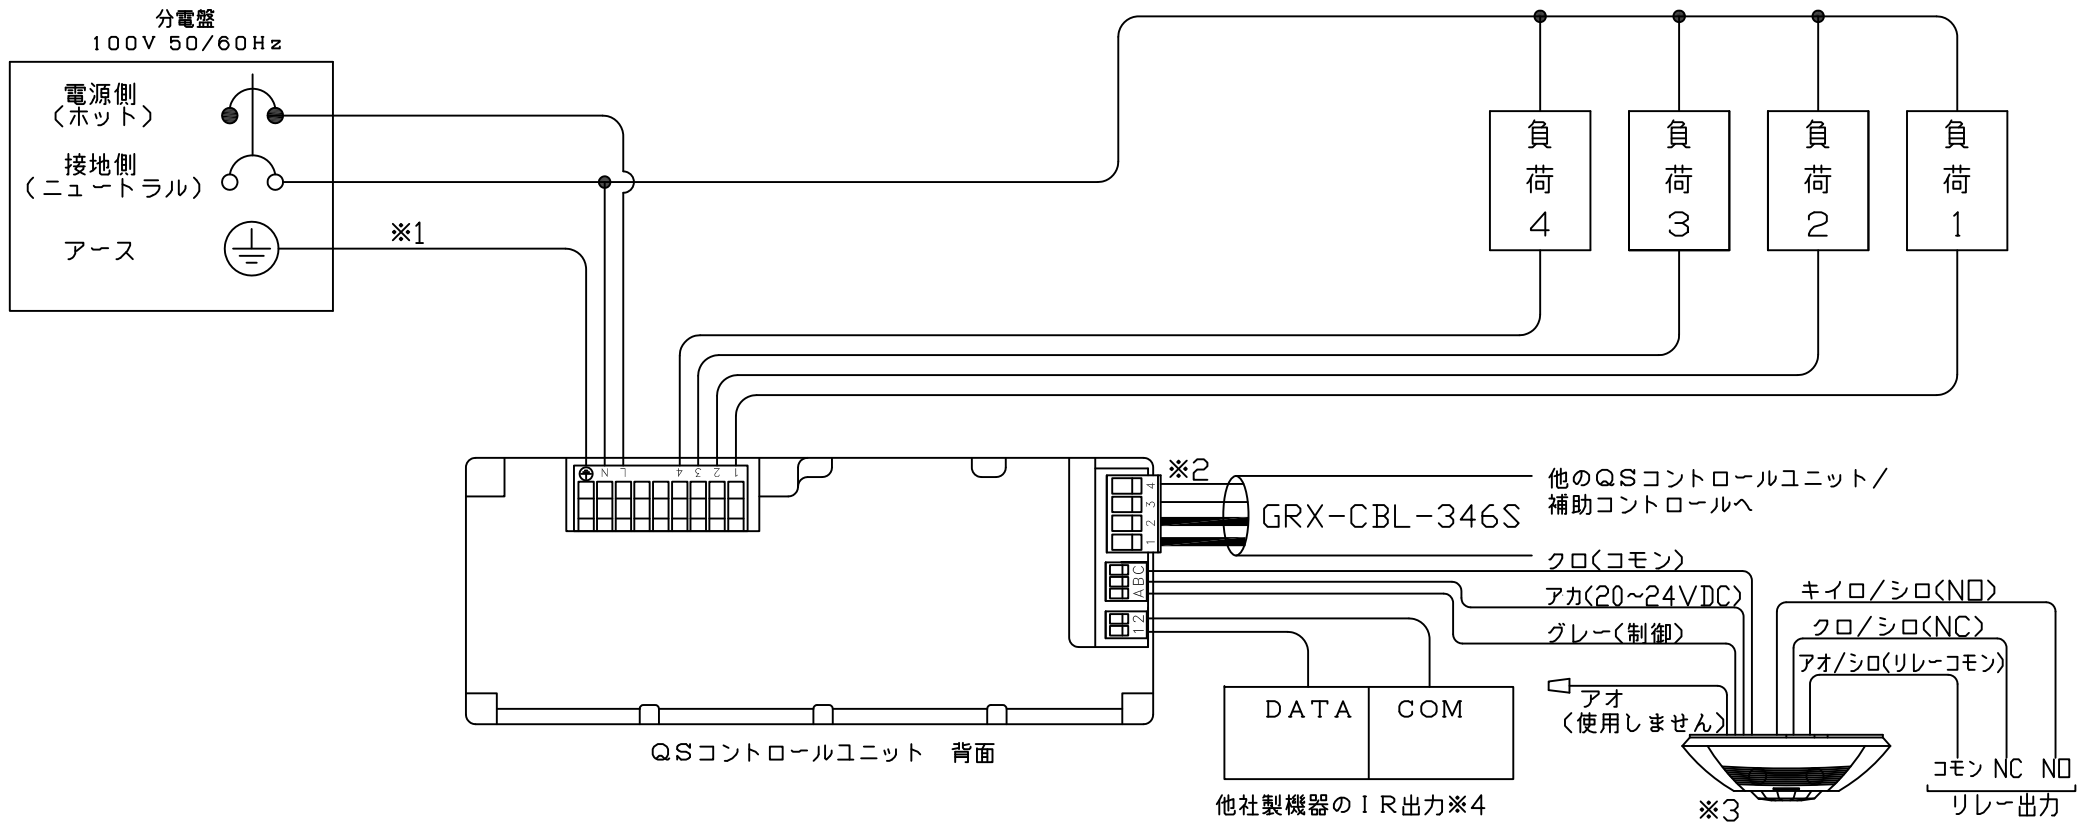 分電盤
100V 50/60Hz
電源側
(ホット)
接地側
(ニュートラル)
アース
※1
負荷4
負荷3
負荷2
負荷1
N
L
4
3
2
1
※2
4
3
2
1
GRX-CBL-346S
他のQSコントロールユニット/
補助コントロールへ
A B C
1 2
クロ(コモン)
アカ(20~24VDC)
グレー(制御)
アオ
(使用しません)
キイロ/シロ(NO)
クロ/シロ(NC)
アオ/シロ(リレーコモン)
DATA
COM
QSコントロールユニット 背面
他社製機器のIR出力※4
※3
コモン NC NO
リレー出力